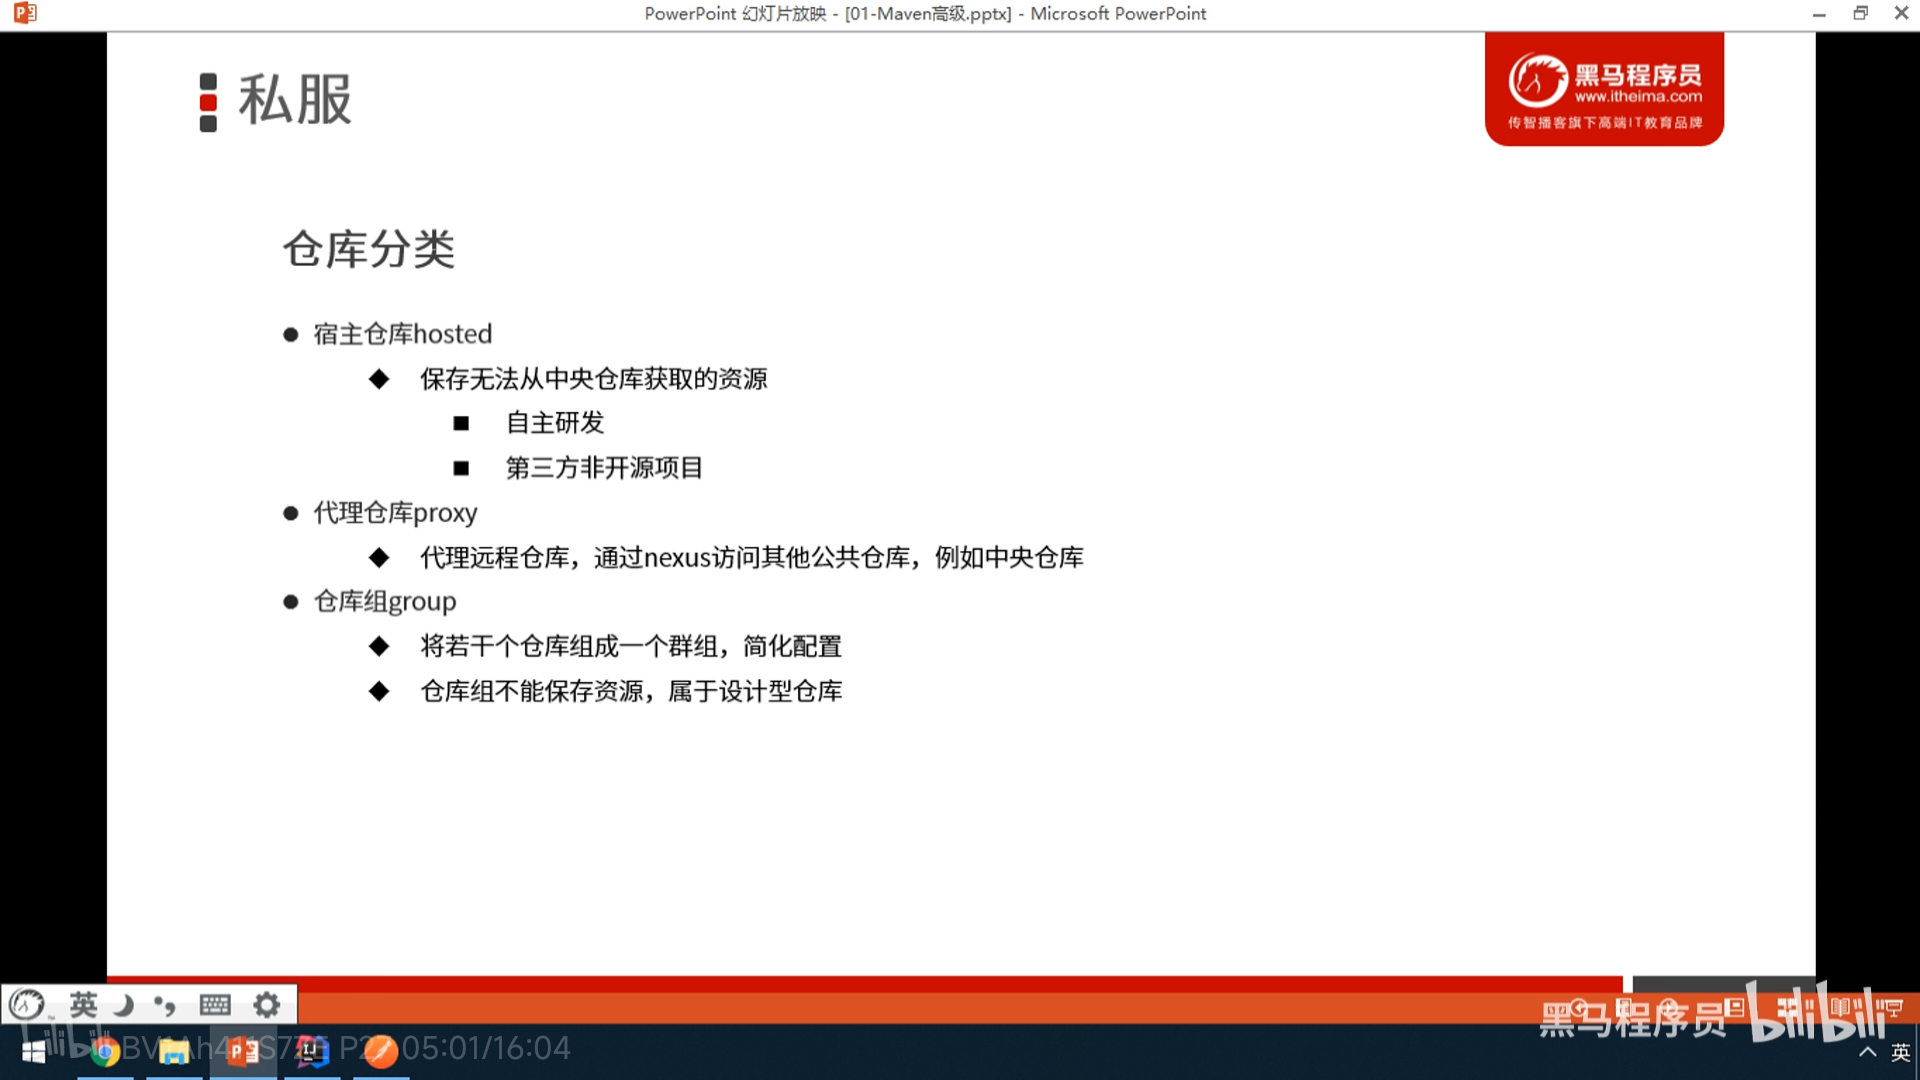 PowerPoint 幻灯片放映 - [01-Maven高级.pptx] - Microsoft PowerPoint
私服
黑马程序员
www.itheima.com
传智播客旗下高端IT教育品牌
仓库分类
宿主仓库hosted
保存无法从中央仓库获取的资源
自主研发
第三方非开源项目
代理仓库proxy
代理远程仓库，通过nexus访问其他公共仓库，例如中央仓库
仓库组group
将若干个仓库组成一个群组，简化配置
仓库组不能保存资源，属于设计型仓库
英
黑马程序员 bilibili
bilibili
05:01/16:04
英